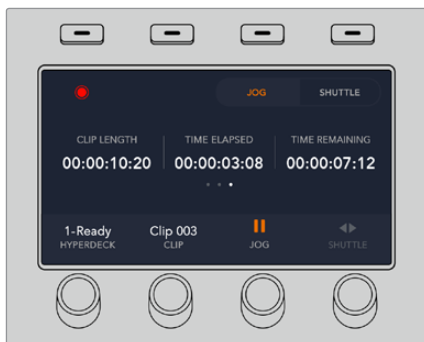 JOG SHUTTLE
CLIP LENGTH TIME ELAPSED TIME REMAINING
00:00:10:20 00:00:03:08 00:00:07:12
1-Ready Clip 003
HYPERDECK CLIP JOG SHUTTLE